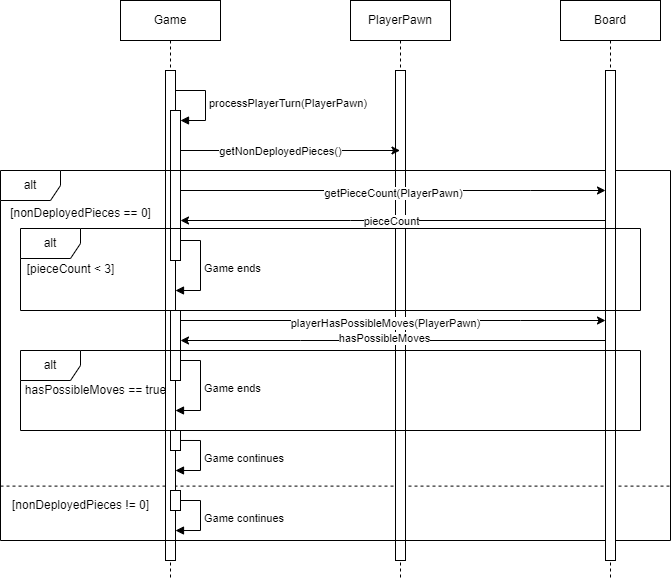 Game
PlayerPawn
Board
processPlayerTurn(PlayerPawn)
getNonDeployedPieces()
alt
getPieceCount(PlayerPawn)
[nonDeployedPieces == 0]
pieceCount
alt
[pieceCount < 3]
Game ends
playerHasPossibleMoves(PlayerPawn)
hasPossibleMoves
alt
hasPossibleMoves == true
Game ends
Game continues
[nonDeployedPieces != 0]
Game continues